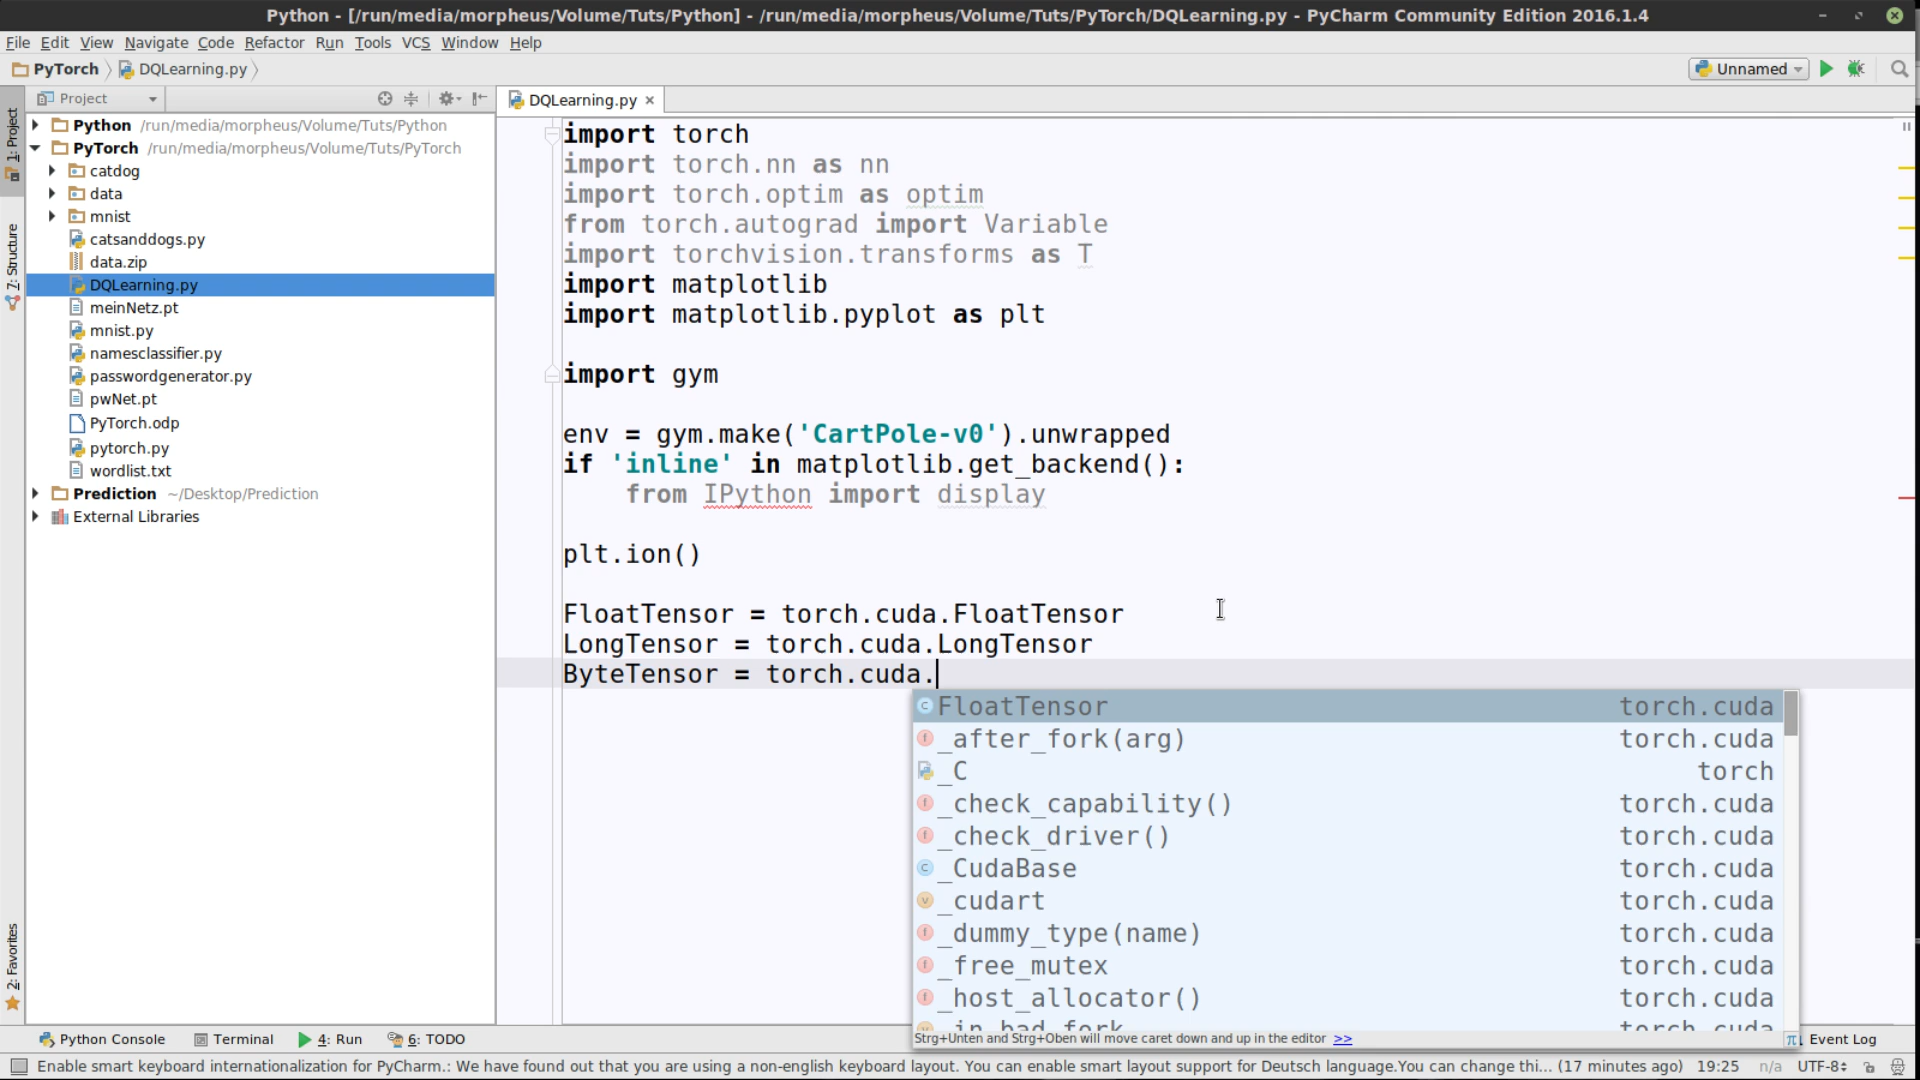 Python - [/run/media/morpheus/Volume/Tuts/Python] - /run/media/morpheus/Volume/Tuts/PyTorch/DQLearning.py - PyCharm Community Edition 2016.1.4
File Edit View Navigate Code Refactor Run Tools VCS Window Help
PyTorch DQLearning.py
Unnamed
Project
DQLearning.py
1: Project
7: Structure
2: Favorites
Python /run/media/morpheus/Volume/Tuts/Python
PyTorch /run/media/morpheus/Volume/Tuts/PyTorch
catdog
data
mnist
catsanddogs.py
data.zip
DQLearning.py
meinNetz.pt
mnist.py
namesclassifier.py
passwordgenerator.py
pwNet.pt
PyTorch.odp
pytorch.py
wordlist.txt
Prediction ~/Desktop/Prediction
External Libraries
import torch
import torch.nn as nn
import torch.optim as optim
from torch.autograd import Variable
import torchvision.transforms as T
import matplotlib
import matplotlib.pyplot as plt
import gym
env = gym.make('CartPole-v0').unwrapped
if 'inline' in matplotlib.get_backend():
    from IPython import display
plt.ion()
FloatTensor = torch.cuda.FloatTensor
LongTensor = torch.cuda.LongTensor
ByteTensor = torch.cuda.
FloatTensor torch.cuda
_after_fork(arg) torch.cuda
_C torch
_check_capability() torch.cuda
_check_driver() torch.cuda
_CudaBase torch.cuda
_cudart torch.cuda
_dummy_type(name) torch.cuda
_free_mutex torch.cuda
_host_allocator() torch.cuda
_in_bad_fork torch.cuda
Strg+Unten and Strg+Oben will move caret down and up in the editor >>
Python Console Terminal 4: Run 6: TODO Event Log
Enable smart keyboard internationalization for PyCharm.: We have found out that you are using a non-english keyboard layout. You can enable smart layout support for Deutsch language.You can change thi... (17 minutes ago) 19:25 n/a UTF-8